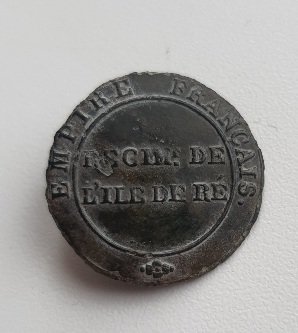 EMPIRE FRANÇAIS.
DE
L'ILE DE RÉ